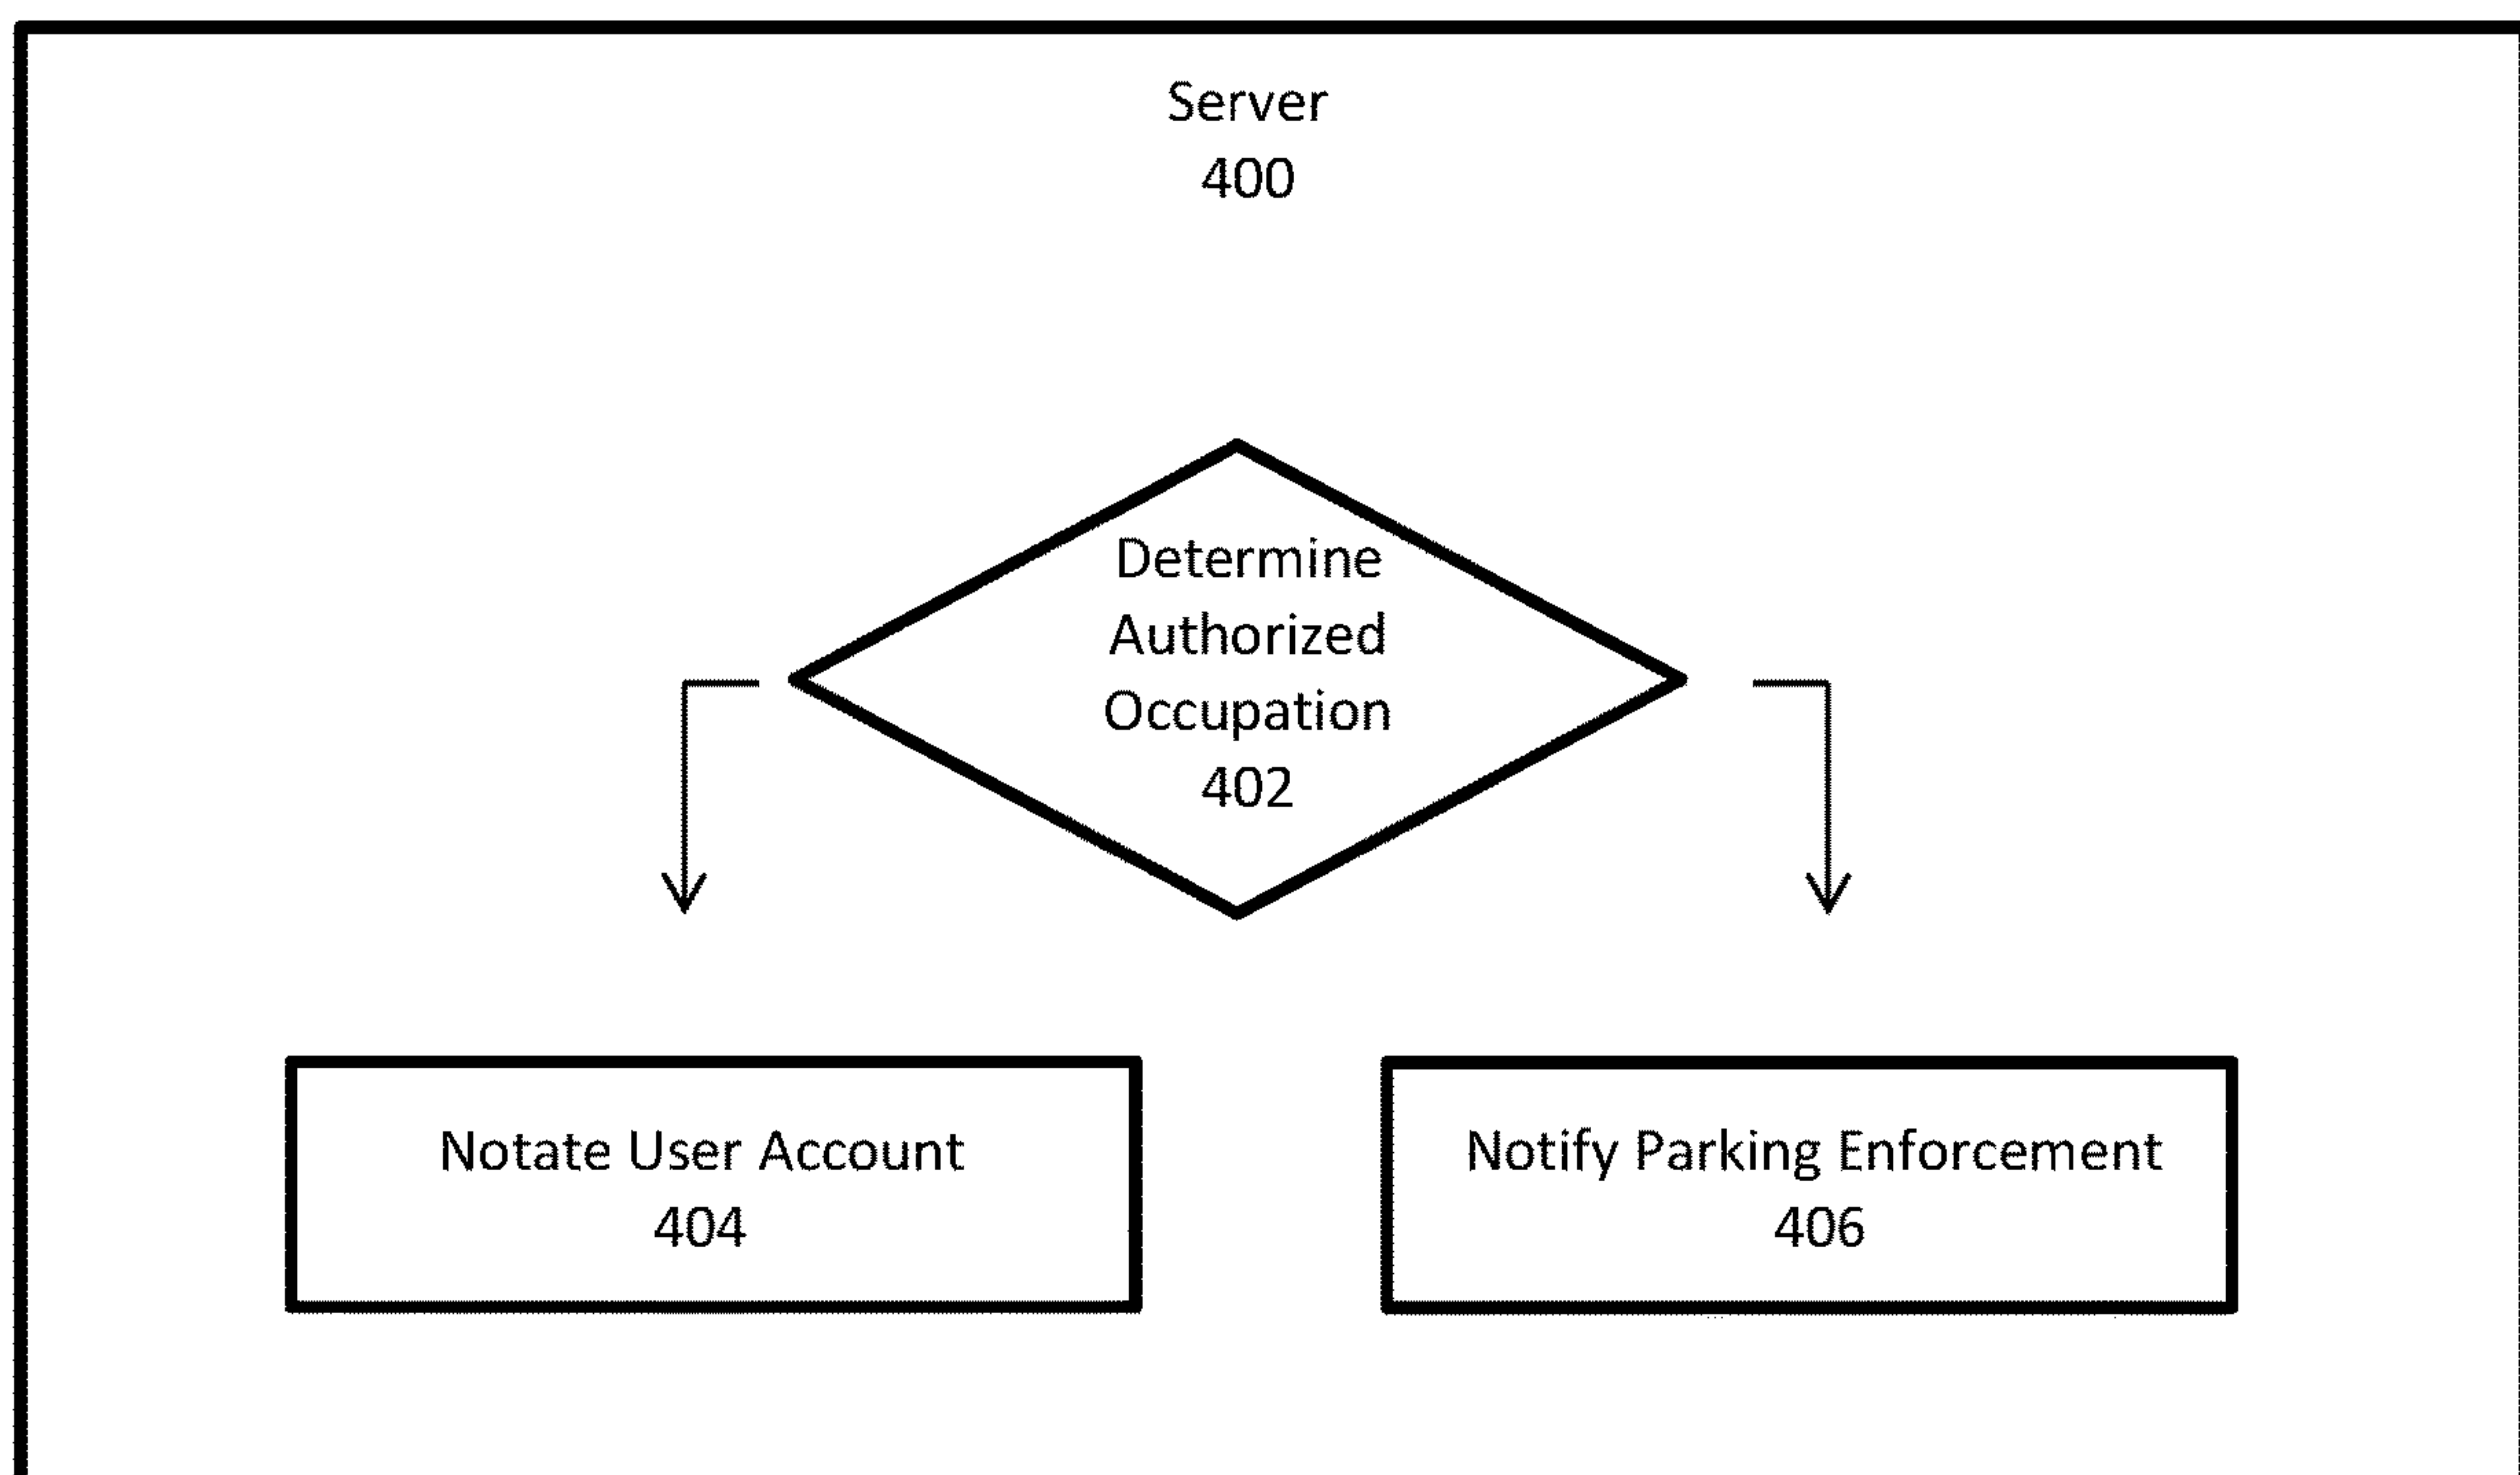 Server
400
Determine
Authorized
Occupation
402
Notate User Account
404
Notify Parking Enforcement
406